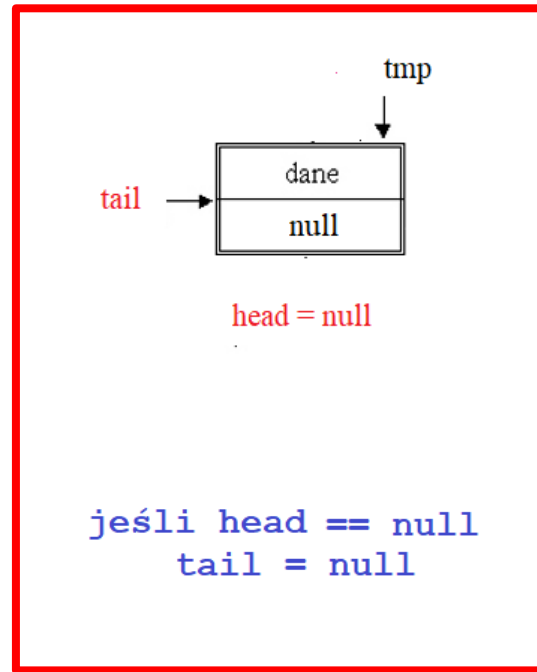 tmp
dane
tail
null
head = null
jeśli head == null
tail = null